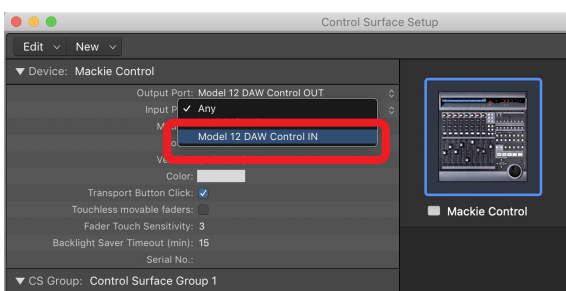 Control Surface Setup
Edit New
Device: Mackie Control
Output Port: Model 12 DAW Control OUT
Input P
Any
Model 12 DAW Control IN
Color:
Transport Button Click:
Touchless movable faders:
Fader Touch Sensitivity: 3
Backlight Saver Timeout (min): 15
Serial No.:
CS Group: Control Surface Group 1
Mackie Control